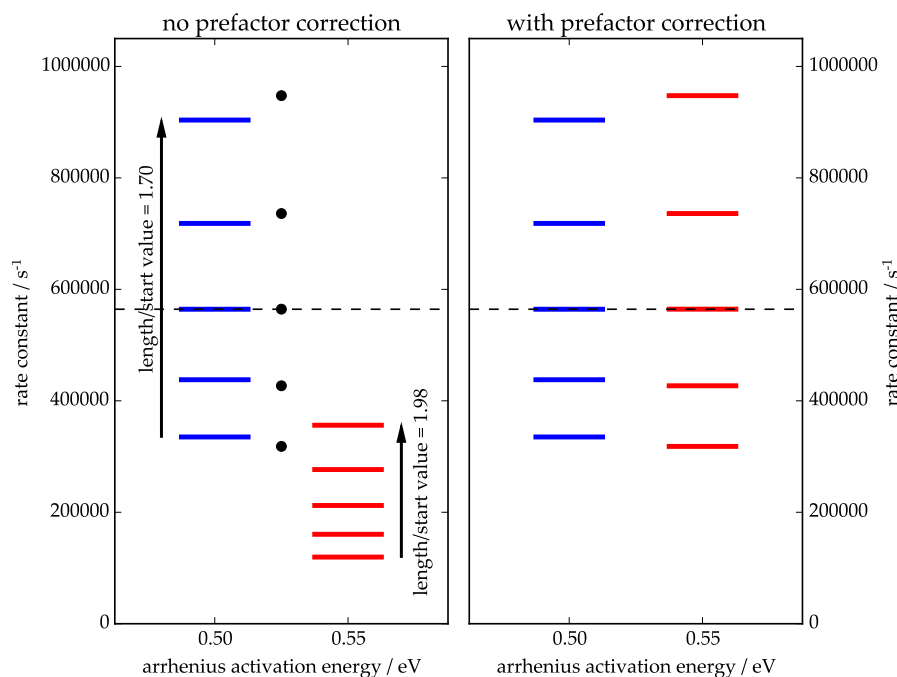 no prefactor correction
with prefactor correction
rate constant / s-1
1000000
800000
600000
400000
200000
0
length/start value = 1.70
length/start value = 1.98
0.50
0.55
arrhenius activation energy / eV
0.50
0.55
arrhenius activation energy / eV
1000000
800000
600000
400000
200000
0
rate constant / s-1